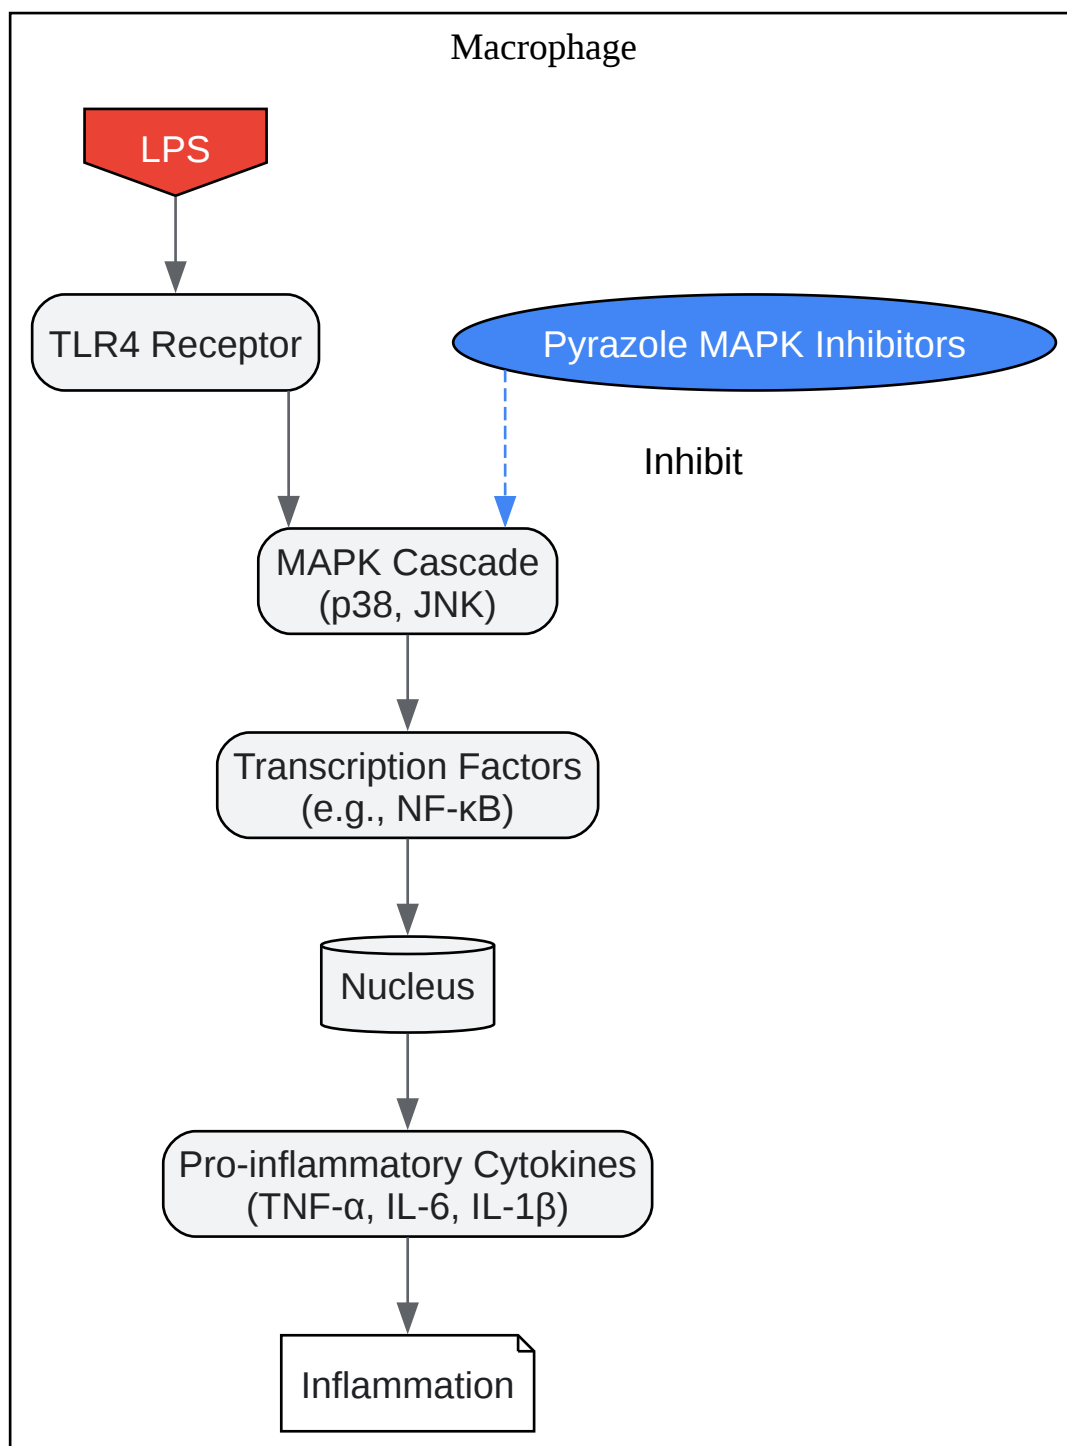 Macrophage
LPS
TLR4 Receptor
Pyrazole MAPK Inhibitors
Inhibit
MAPK Cascade
(p38, JNK)
Transcription Factors
(e.g., NF-κB)
Nucleus
Pro-inflammatory Cytokines
(TNF-α, IL-6, IL-1β)
Inflammation